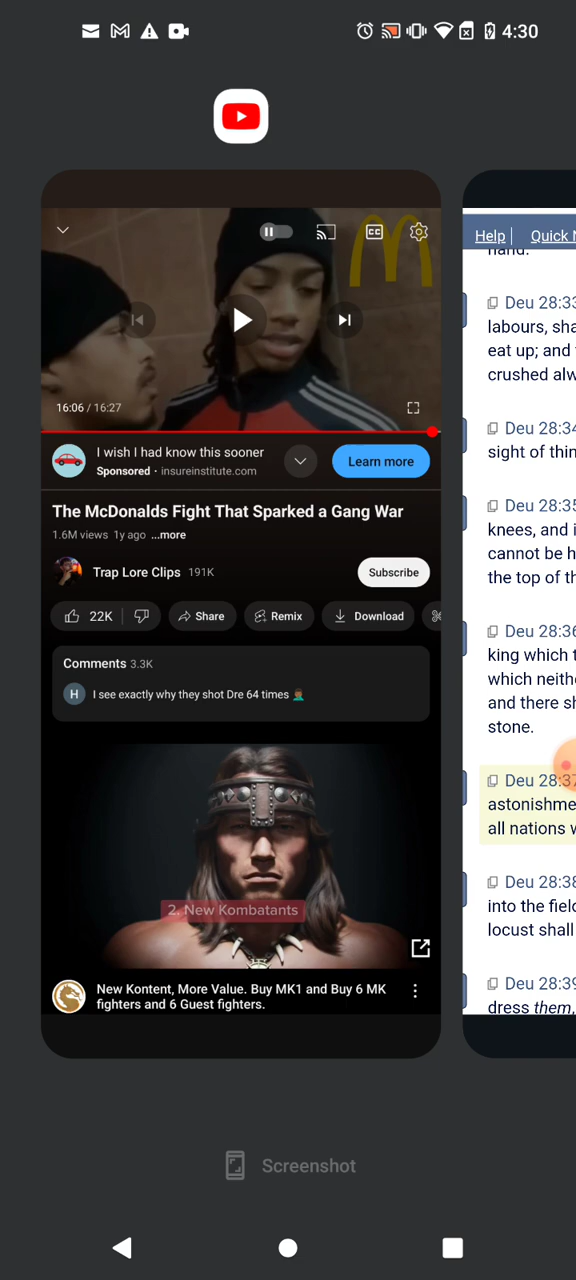 4:30
16:06 / 16:27
I wish I had know this sooner
Sponsored · insureinstitute.com
Learn more
The McDonalds Fight That Sparked a Gang War
1.6M views 1y ago ...more
Trap Lore Clips 191K
Subscribe
22K
Share
Remix
Download
Comments 3.3K
H
I see exactly why they shot Dre 64 times 🤦🏾‍♂️
2. New Kombatants
New Kontent, More Value. Buy MK1 and Buy 6 MK
fighters and 6 Guest fighters.
Help
Quick
hand.
Deu 28:33
labours, sha
eat up; and
crushed alw
Deu 28:34
sight of thin
Deu 28:35
knees, and i
cannot be h
the top of th
Deu 28:36
king which t
which neithe
and there sh
stone.
Deu 28:37
astonishme
all nations w
Deu 28:38
into the field
locust shall
Deu 28:39
dress them,
Screenshot